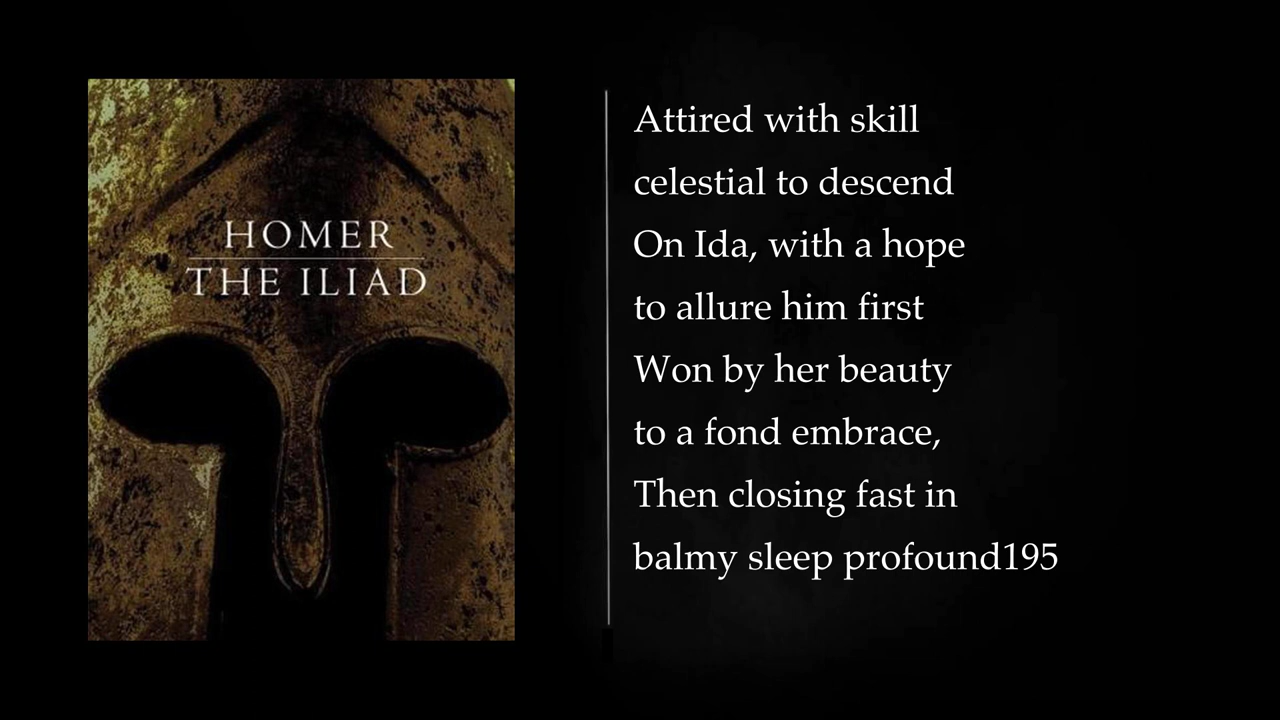 HOMER
THE ILIAD
Attired with skill
celestial to descend
On Ida, with a hope
to allure him first
Won by her beauty
to a fond embrace,
Then closing fast in
balmy sleep profound195